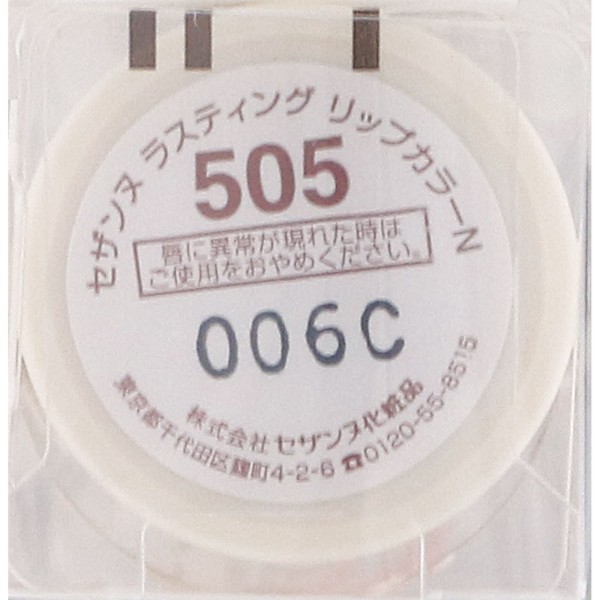 セザンヌ ラスティング リップカラーN
505
唇に異常が現れた時は
ご使用をおやめください。
006C
株式会社 セザンヌ化粧品
東京都千代田区麹町4-2-6 ☎0120-55-8515